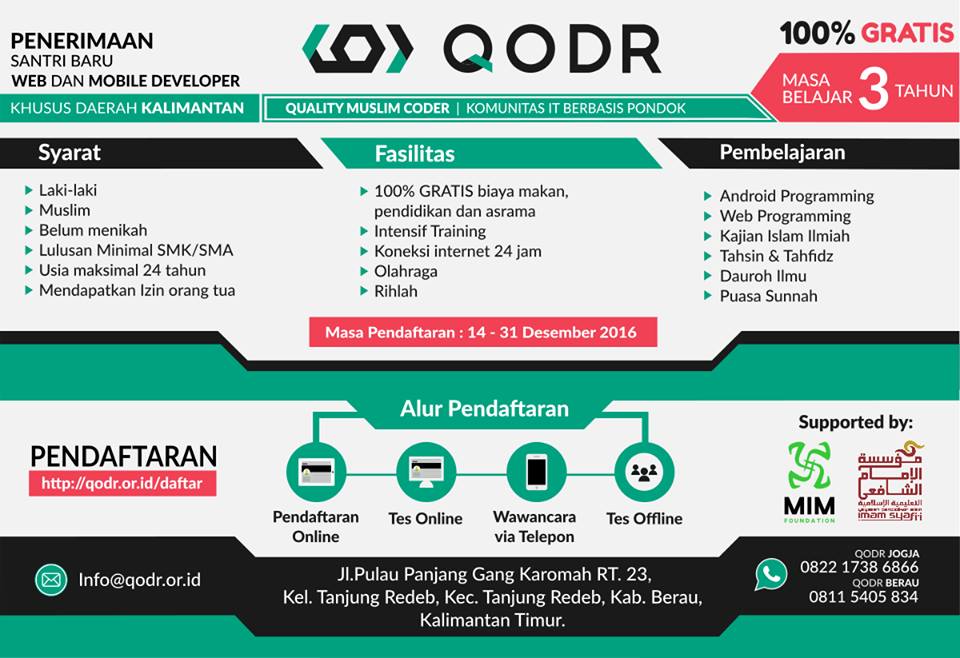 PENERIMAAN
SANTRI BARU
WEB DAN MOBILE DEVELOPER
KHUSUS DAERAH KALIMANTAN
QODR
QUALITY MUSLIM CODER | KOMUNITAS IT BERBASIS PONDOK
100% GRATIS
MASA
BELAJAR 3 TAHUN
Syarat
Laki-laki
Muslim
Belum menikah
Lulusan Minimal SMK/SMA
Usia maksimal 24 tahun
Mendapatkan Izin orang tua
Fasilitas
100% GRATIS biaya makan,
pendidikan dan asrama
Intensif Training
Koneksi internet 24 jam
Olahraga
Rihlah
Pembelajaran
Android Programming
Web Programming
Kajian Islam Ilmiah
Tahsin & Tahfidz
Dauroh Ilmu
Puasa Sunnah
Masa Pendaftaran : 14 - 31 Desember 2016
PENDAFTARAN
http://qodr.or.id/daftar
Alur Pendaftaran
Pendaftaran
Online
Tes Online
Wawancara
via Telepon
Tes Offline
Supported by:
MIM
FOUNDATION
مؤسسة
الإمام
الشافعي
التعليمية الإسلامية
imam syafi'i
Info@qodr.or.id
Jl.Pulau Panjang Gang Karomah RT. 23,
Kel. Tanjung Redeb, Kec. Tanjung Redeb, Kab. Berau,
Kalimantan Timur.
QODR JOGJA
0822 1738 6866
QODR BERAU
0811 5405 834